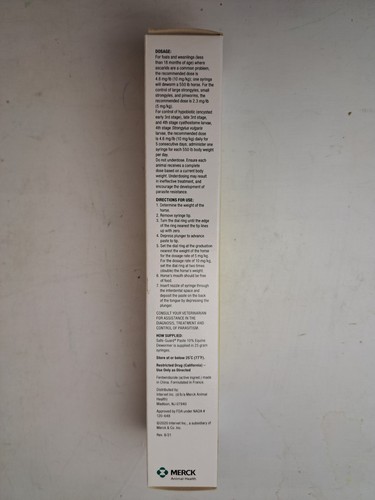 DOSAGE:
For foals and weanlings (less
than 18 months of age) where
ascarids are a common problem,
the recommended dose is
4.6 mg/lb (10 mg/kg); one syringe
will deworm a 550 lb horse. For the
control of large strongyles, small
strongyles, and pinworms, the
recommended dose is 2.3 mg/lb
(5 mg/kg).
For control of hypobiotic (encysted
early 3rd stage), late 3rd stage,
and 4th stage cyathostome larvae,
4th stage Strongylus vulgaris
larvae, the recommended dose
is 4.6 mg/lb (10 mg/kg) daily for
5 consecutive days; administer one
syringe for each 550 lb body weight
per day.
Do not underdose. Ensure each
animal receives a complete
dose based on a current body
weight. Underdosing may result
in ineffective treatment, and
encourage the development of
parasite resistance.
DIRECTIONS FOR USE:
1. Determine the weight of the
horse.
2. Remove syringe tip.
3. Turn the dial ring until the edge
of the ring nearest the tip lines
up with zero.
4. Depress plunger to advance
paste to tip.
5. Set the dial ring at the graduation
nearest the weight of the horse
for the dosage rate of 5 mg/kg.
For the dosage rate of 10 mg/kg,
set the dial ring at two times
(double) the horse's weight.
6. Horse's mouth should be free
of food.
7. Insert nozzle of syringe through
the interdental space and
deposit the paste on the back
of the tongue by depressing the
plunger.
CONSULT YOUR VETERINARIAN
FOR ASSISTANCE IN THE
DIAGNOSIS, TREATMENT AND
CONTROL OF PARASITISM.
HOW SUPPLIED:
Safe-Guard® Paste 10% Equine
Dewormer is supplied in 25 gram
syringes.
Store at or below 25°C (77°F).
Restricted Drug (California) –
Use Only as Directed
Fenbendazole (active ingred.) made
in China. Formulated in France
Distributed by:
Intervet Inc. (d/b/a Merck Animal
Health)
Madison, NJ 07940
Approved by FDA under NADA #
120-648
Intervet Inc., a subsidiary of
Merck & Co. Inc.
Rev.
MERCK
Animal Health